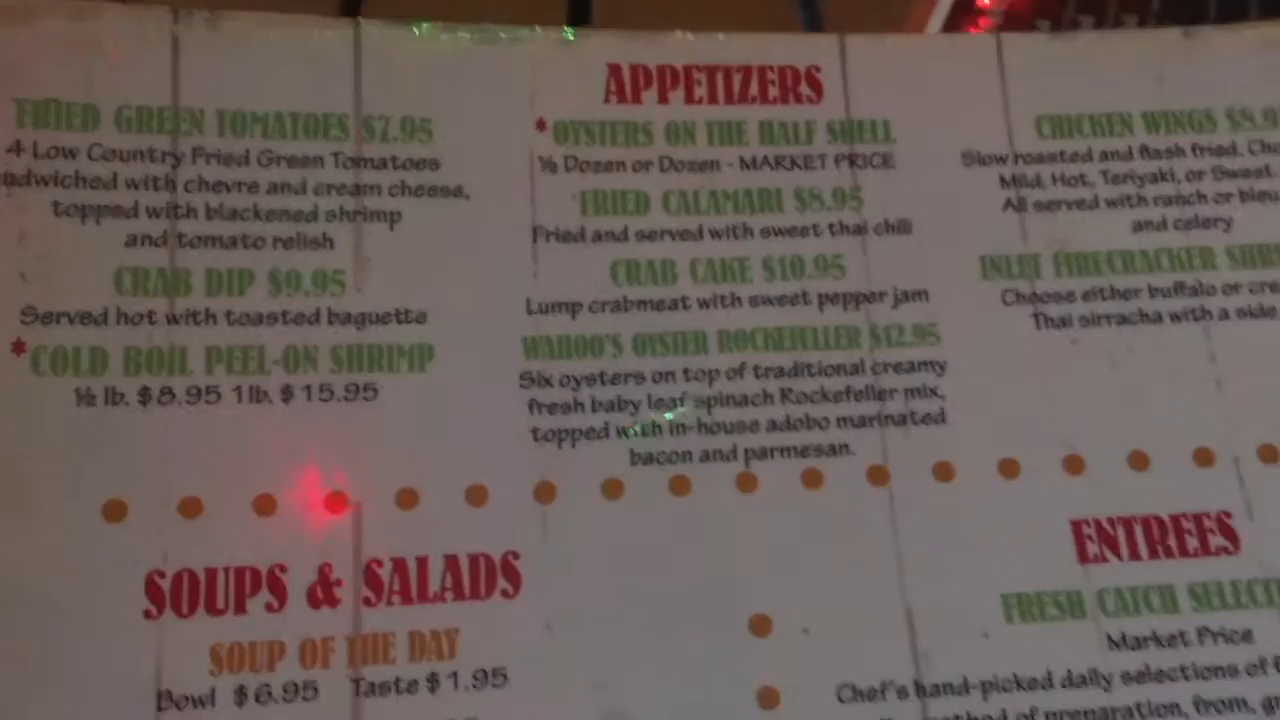 APPETIZERS
FRIED GREEN TOMATOES $7.95
4 Low Country Fried Green Tomatoes
with chevre and cream cheese,
topped with blackened shrimp
and tomato relish
CRAB DIP $9.95
Served hot with toasted baguette
*COLD BOIL PEEL-ON SHRIMP
½ lb. $8.95 1 lb. $15.95
*OYSTERS ON THE HALF SHELL
½ Dozen or Dozen - MARKET PRICE
FRIED CALAMARI $8.95
Fried and served with sweet thai chili
CRAB CAKE $10.95
Lump crabmeat with sweet pepper jam
WAHOO'S OYSTER ROCKEFELLER $12.95
Six oysters on top of traditional creamy
fresh baby leaf spinach Rockefeller mix,
topped with in-house adobo marinated
bacon and parmesan.
CHICKEN WINGS
Slow roasted and flash fried.
Mild, Hot, Teriyaki, or Sweet
All served with ranch or
and celery
INLET FIRECRACKER
Choose either buffalo or
Thai sirracha with a side
SOUPS & SALADS
SOUP OF THE DAY
Bowl $6.95 Taste $1.95
ENTREES
FRESH CATCH
Market Price
Chef's hand-picked daily selections of
method of preparation, from,